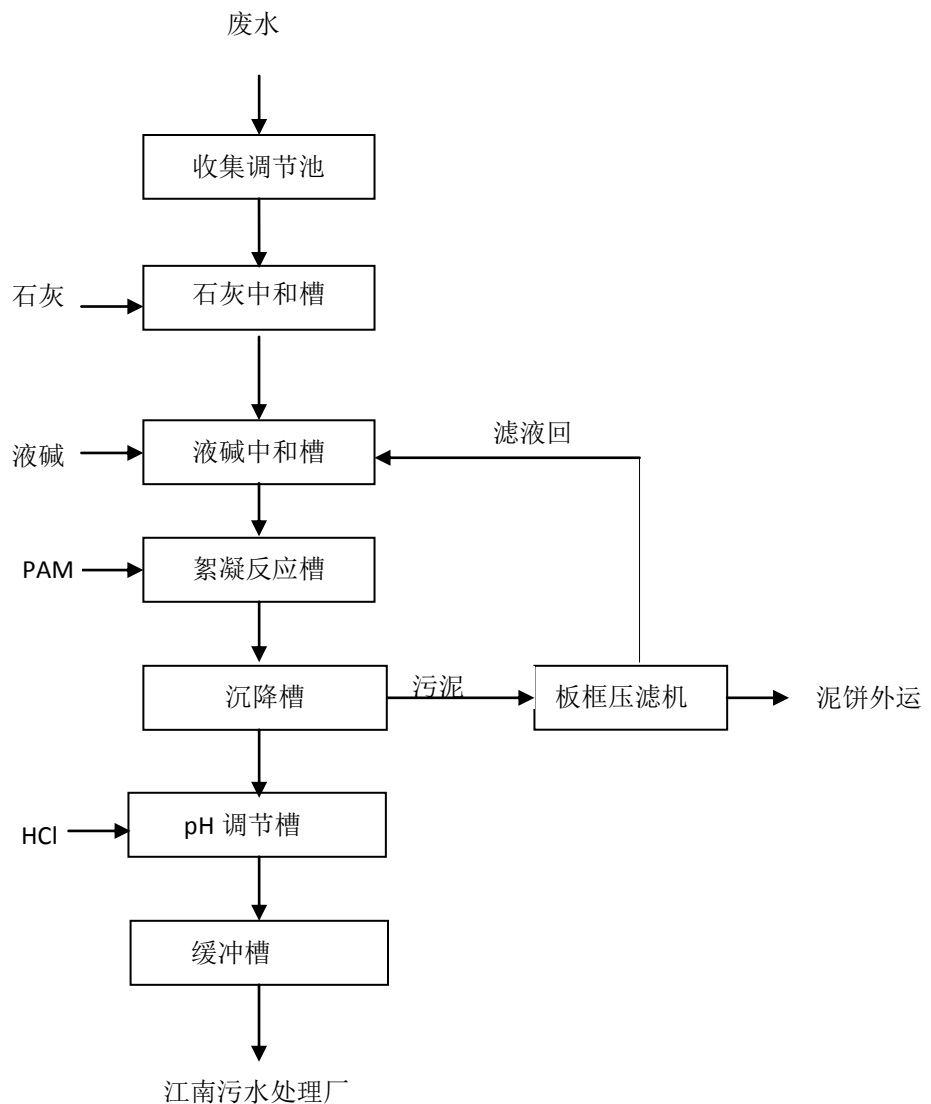 废水
收集调节池
石灰
石灰中和槽
滤液回
液碱
液碱中和槽
PAM
絮凝反应槽
沉降槽
污泥
板框压滤机
泥饼外运
HCl
pH 调节槽
缓冲槽
江南污水处理厂